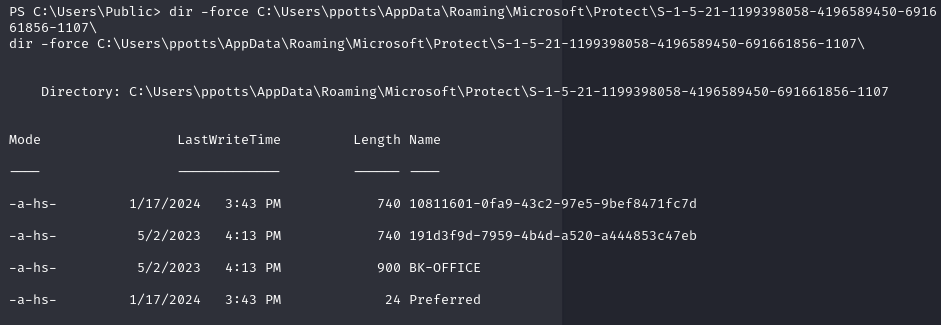 PS C:\Users\Public> dir -force C:\Users\ppotts\AppData\Roaming\Microsoft\Protect\S-1-5-21-1199398058-4196589450-6916
61856-1107\
dir -force C:\Users\ppotts\AppData\Roaming\Microsoft\Protect\S-1-5-21-1199398058-4196589450-691661856-1107\
Directory: C:\Users\ppotts\AppData\Roaming\Microsoft\Protect\S-1-5-21-1199398058-4196589450-691661856-1107
Mode LastWriteTime Length Name
---- ------------- ------ ----
-a-hs- 1/17/2024 3:43 PM 740 10811601-0fa9-43c2-97e5-9bef8471fc7d
-a-hs- 5/2/2023 4:13 PM 740 191d3f9d-7959-4b4d-a520-a444853c47eb
-a-hs- 5/2/2023 4:13 PM 900 BK-OFFICE
-a-hs- 1/17/2024 3:43 PM 24 Preferred